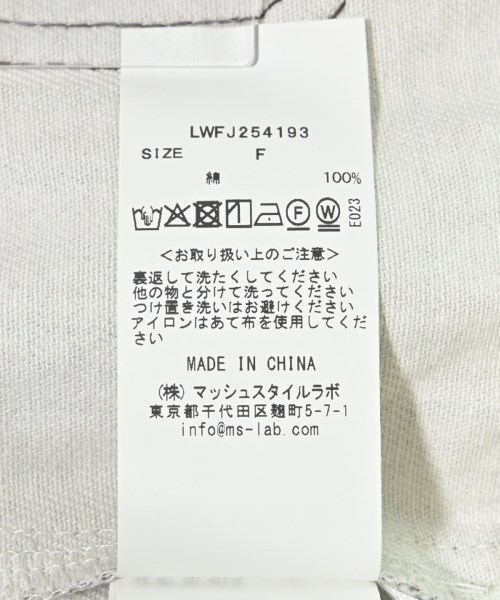 LWFJ254193
SIZE F
綿 100%
F W E023
<お取り扱い上のご注意>
裏返して洗たくしてください
他の物と分けて洗ってください
つけ置き洗いはお避けください
アイロンはあて布を使用してくだ
さい
MADE IN CHINA
(株) マッシュスタイルラボ
東京都千代田区麹町5-7-1
info@ms-lab.com